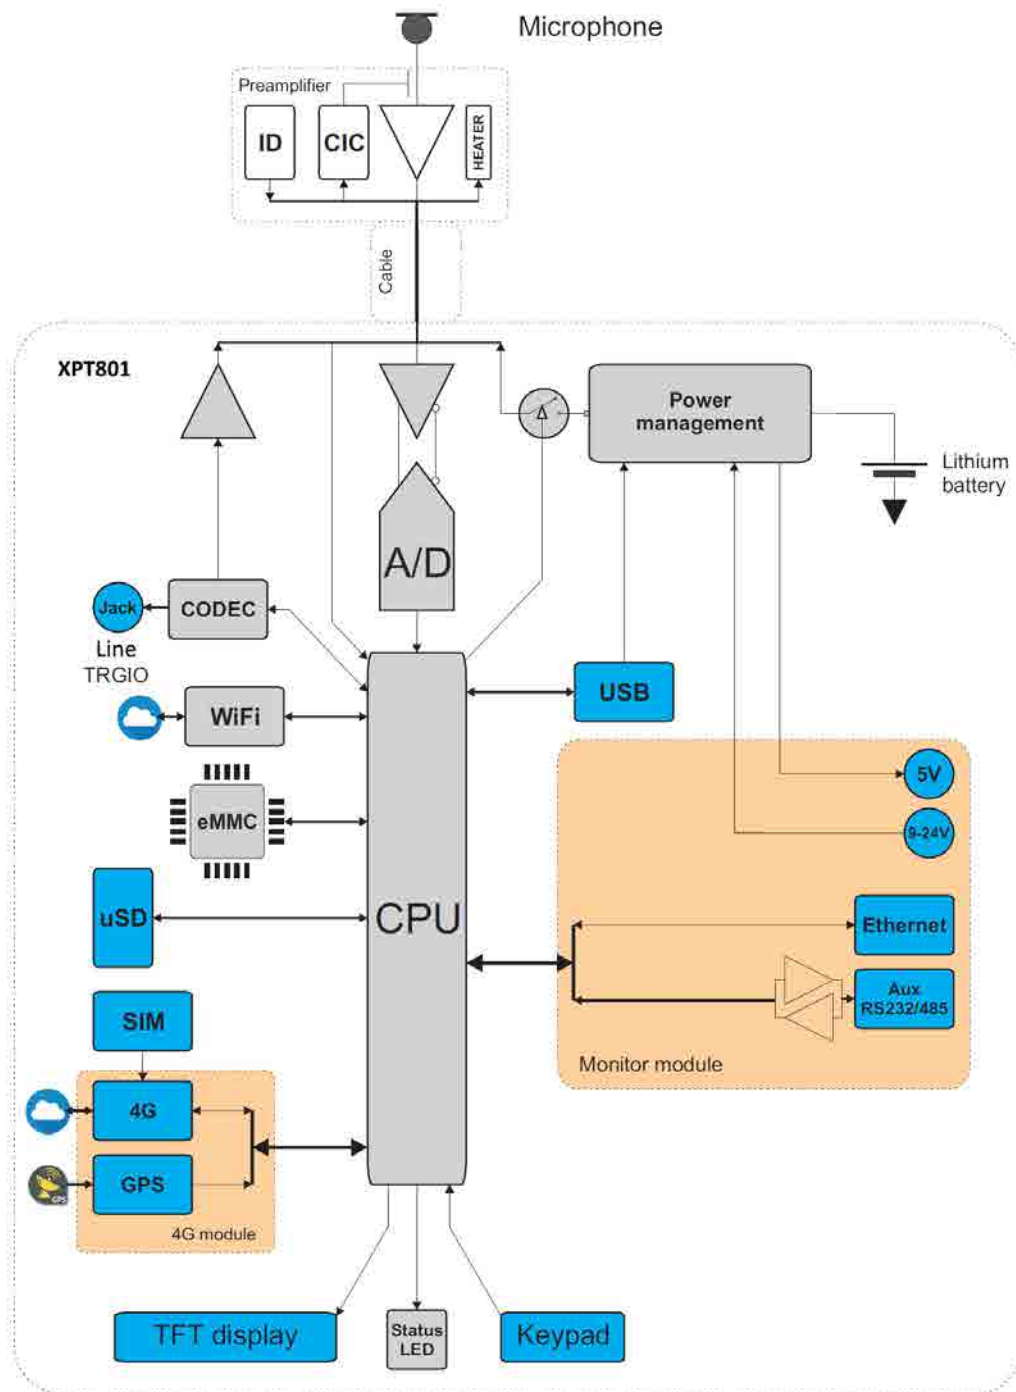 Microphone
Preamplifier
ID
CIC
HEATER
Cable
XPT801
Power
management
Lithium
battery
A/D
Jack
CODEC
Line
TRGIO
WiFi
USB
5V
eMMC
9-24V
uSD
CPU
Ethernet
Aux
RS232/485
SIM
Monitor module
4G
GPS
GPS
4G module
TFT display
Status
LED
Keypad